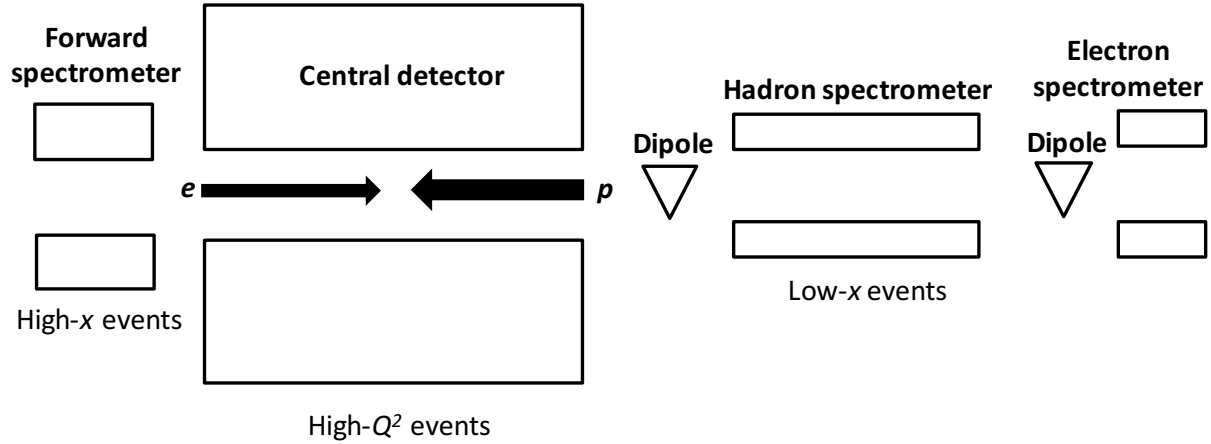 Forward
spectrometer
Central detector
Hadron spectrometer
Electron
spectrometer
Dipole
Dipole
e
p
High-x events
Low-x events
High-Q² events